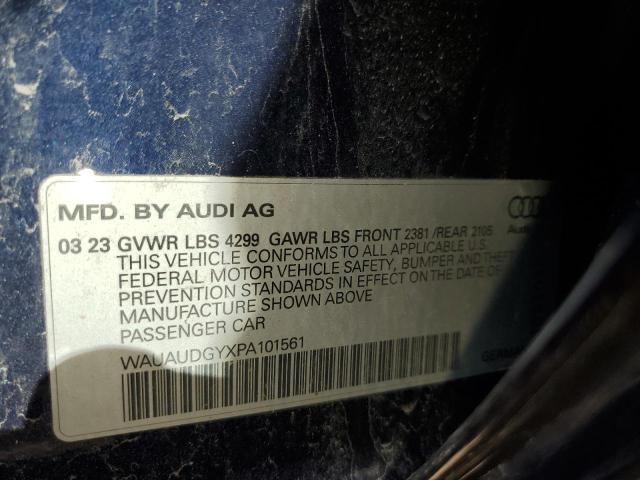 MFD. BY AUDI AG
03 23 GVWR LBS 4299 GAWR LBS FRONT 2381 /REAR 2105
THIS VEHICLE CONFORMS TO ALL APPLICABLE U.S.
FEDERAL MOTOR VEHICLE SAFETY, BUMPER AND THEFT
PREVENTION STANDARDS IN EFFECT ON THE DATE OF
MANUFACTURE SHOWN ABOVE
PASSENGER CAR
WAUAUDGYXPA101561